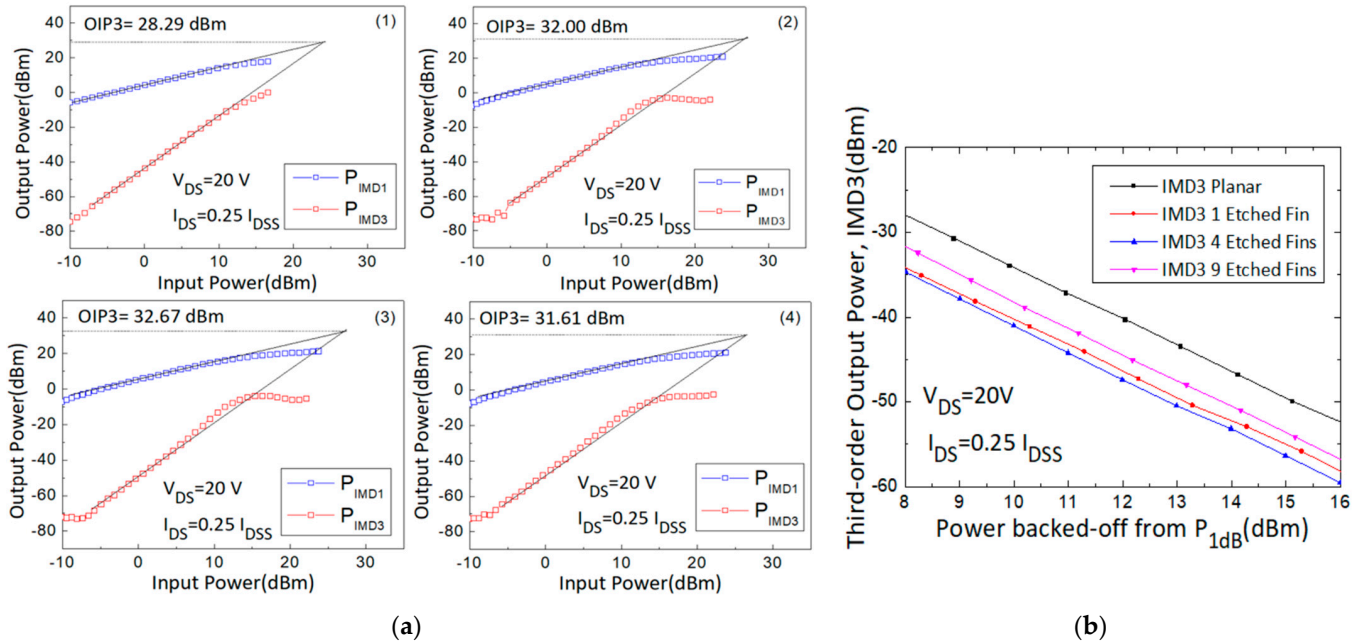 OIP3= 28.29 dBm
(1)
40
20
0
-20
-40
-60
-80
Output Power(dBm)
V_DS=20 V
I_DS=0.25 I_DSS
P_IMD1
P_IMD3
-10 0 10 20 30
Input Power(dBm)
OIP3= 32.00 dBm
(2)
40
20
0
-20
-40
-60
-80
Output Power(dBm)
V_DS=20 V
I_DS=0.25 I_DSS
P_IMD1
P_IMD3
-10 0 10 20 30
Input Power(dBm)
OIP3= 32.67 dBm
(3)
40
20
0
-20
-40
-60
-80
Output Power(dBm)
V_DS=20 V
I_DS=0.25 I_DSS
P_IMD1
P_IMD3
-10 0 10 20 30
Input Power(dBm)
OIP3= 31.61 dBm
(4)
40
20
0
-20
-40
-60
-80
Output Power(dBm)
V_DS=20 V
I_DS=0.25 I_DSS
P_IMD1
P_IMD3
-10 0 10 20 30
Input Power(dBm)
(a)
-20
-30
-40
-50
-60
Third-order Output Power, IMD3(dBm)
IMD3 Planar
IMD3 1 Etched Fin
IMD3 4 Etched Fins
IMD3 9 Etched Fins
V_DS=20V
I_DS=0.25 I_DSS
8 9 10 11 12 13 14 15 16
Power backed-off from P_1dB(dBm)
(b)